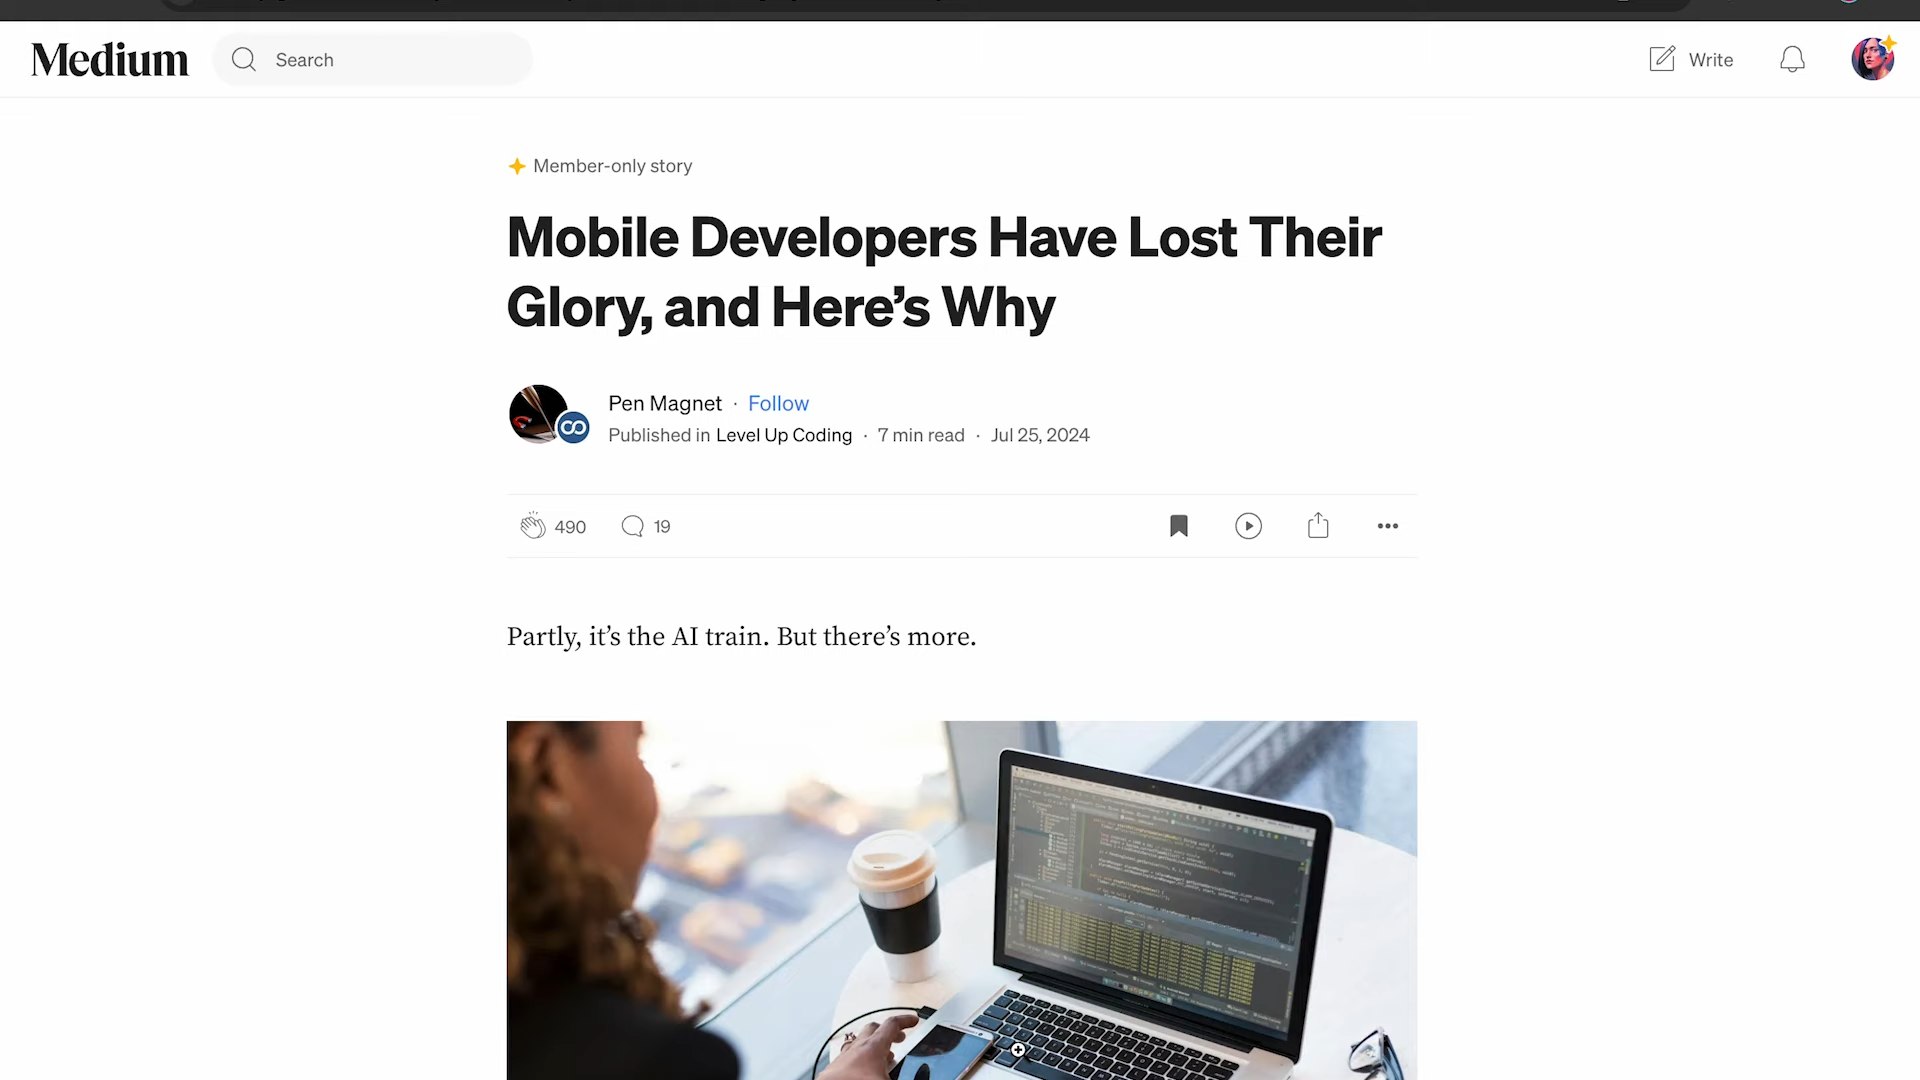 Medium
Search
Write
Member-only story
Mobile Developers Have Lost Their
Glory, and Here’s Why
Pen Magnet · Follow
Published in Level Up Coding · 7 min read · Jul 25, 2024
490
19
Partly, it’s the AI train. But there’s more.